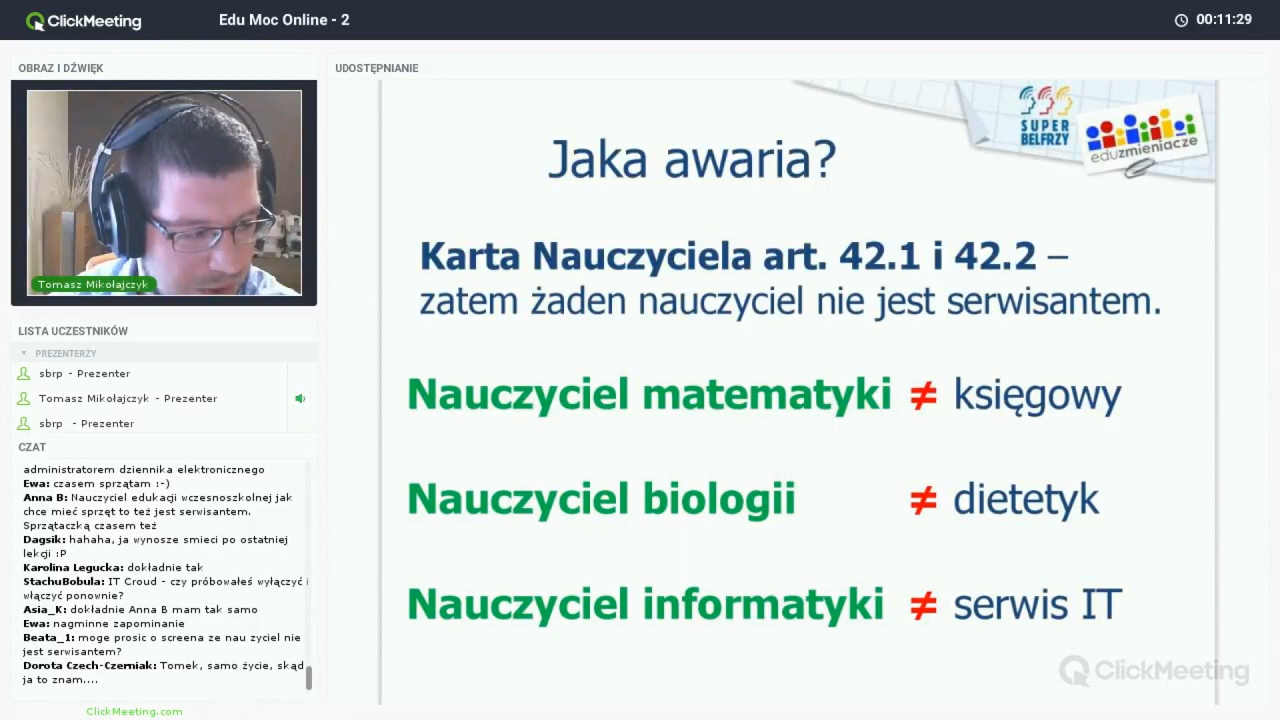 ClickMeeting
Edu Moc Online - 2
00:11:29
OBRAZ I DŹWIĘK
Tomasz Mikołajczyk
LISTA UCZESTNIKÓW
PREZENTERZY
sbrp - Prezenter
Tomasz Mikołajczyk - Prezenter
sbrp - Prezenter
CZAT
administratorem dziennika elektronicznego
Ewa: czasem sprzątam :-)
Anna B: Nauczyciel edukagi wczesnoszkolnej jak
chce mieć sprzęt to też jest serwisantem.
Sprzątaczką czasem też
Dagsik: hahaha, ja wynosze smieci po ostatniej
lekcji :P
Karolina Legucka: dokładnie tak
StachuBobula: IT Croud - czy próbowałeś wyłączyć i
włączyć ponownie?
Asia_K: dokładnie Anna B mam tak samo
Ewa: nagminne zapominanie
Beata_1: moge prosic o screena ze nau zyciel nie
jest serwisantem?
Dorota Czech-Czerniak: Tomek, samo życie, skąd
ja to znam....
ClickMeeting.com
UDOSTĘPNIANIE
SUPER
BELFRZY
eduzmieniacze
Jaka awaria?
Karta Nauczyciela art. 42.1 i 42.2 –
zatem żaden nauczyciel nie jest serwisantem.
Nauczyciel matematyki ≠ księgowy
Nauczyciel biologii ≠ dietetyk
Nauczyciel informatyki ≠ serwis IT
ClickMeeting